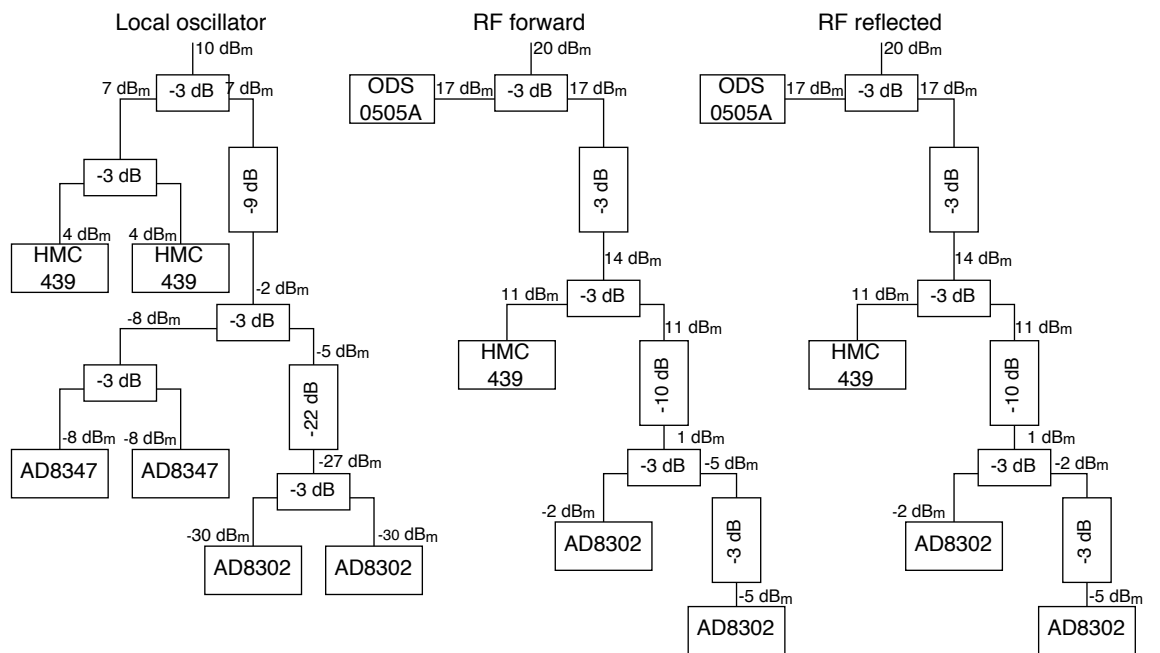 Local oscillator
10 dBm
7 dBm
-3 dB
7 dBm
-3 dB
-9 dB
4 dBm
4 dBm
HMC
439
HMC
439
-2 dBm
-8 dBm
-3 dB
-5 dBm
-3 dB
-22 dB
-8 dBm
-8 dBm
AD8347
AD8347
-27 dBm
-3 dB
-30 dBm
-30 dBm
AD8302
AD8302
RF forward
20 dBm
ODS
0505A
17 dBm
-3 dB
17 dBm
-3 dB
14 dBm
11 dBm
-3 dB
11 dBm
HMC
439
-10 dB
1 dBm
-3 dB
-5 dBm
-2 dBm
AD8302
-3 dB
-5 dBm
AD8302
RF reflected
20 dBm
ODS
0505A
17 dBm
-3 dB
17 dBm
-3 dB
14 dBm
11 dBm
-3 dB
11 dBm
HMC
439
-10 dB
1 dBm
-3 dB
-2 dBm
-2 dBm
AD8302
-3 dB
-5 dBm
AD8302